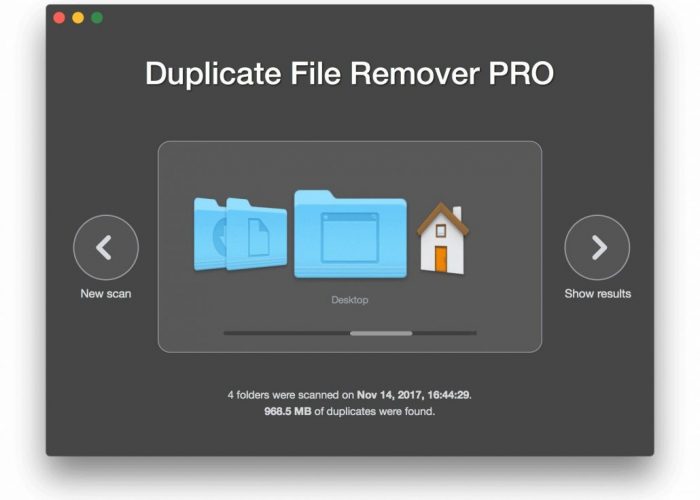 Duplicate File Remover PRO
Desktop
New scan
Show results
4 folders were scanned on Nov 14, 2017, 16:44:29.
968.5 MB of duplicates were found.